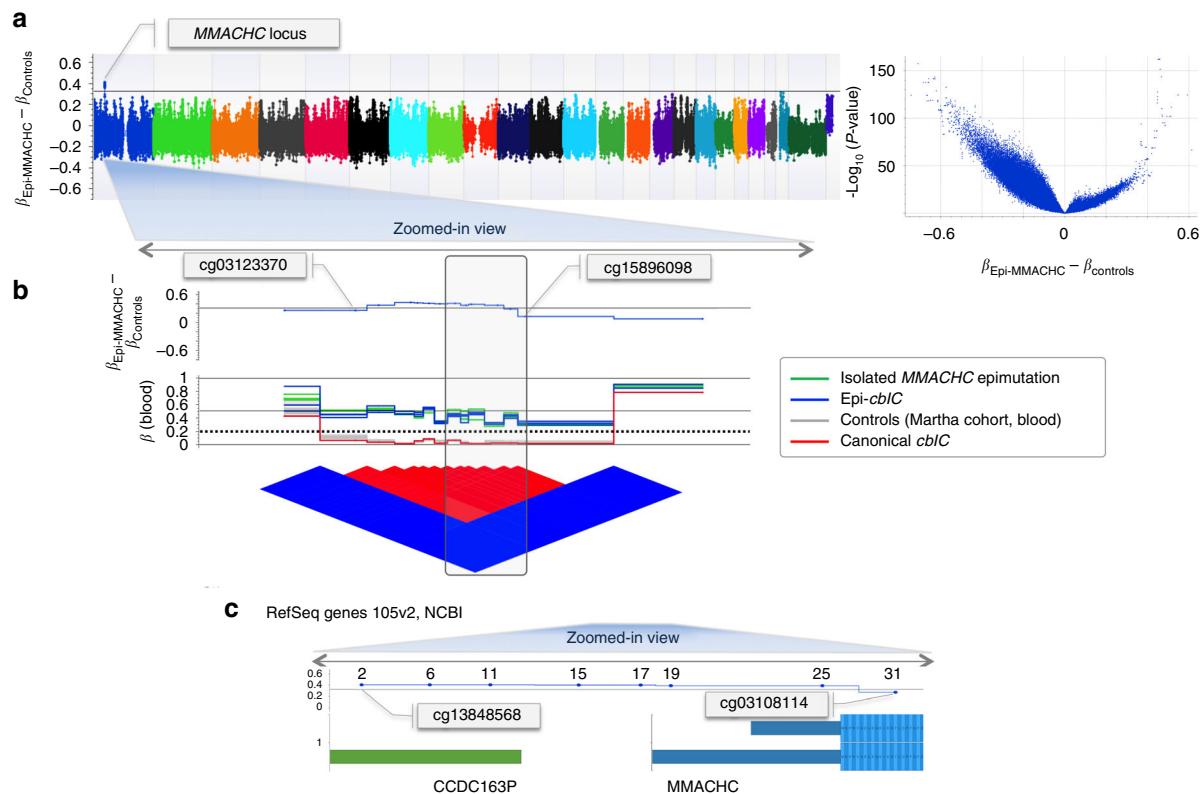 a
MMACHC locus
0.6
0.4
0.2
0
−0.2
−0.4
−0.6
βEpi-MMACHC − βControls
150
100
50
-Log10 (P-value)
−0.6
0
0.6
βEpi-MMACHC − βcontrols
Zoomed-in view
cg03123370
cg15896098
b
0.6
0
−0.6
βEpi-MMACHC −
βControls
1
0.8
0.6
0.4
0.2
0
β (blood)
Isolated MMACHC epimutation
Epi-cblC
Controls (Martha cohort, blood)
Canonical cblC
c
RefSeq genes 105v2, NCBI
Zoomed-in view
0.6
0.4
0.2
0
2
6
11
15
17
19
25
31
cg13848568
cg03108114
1
CCDC163P
MMACHC